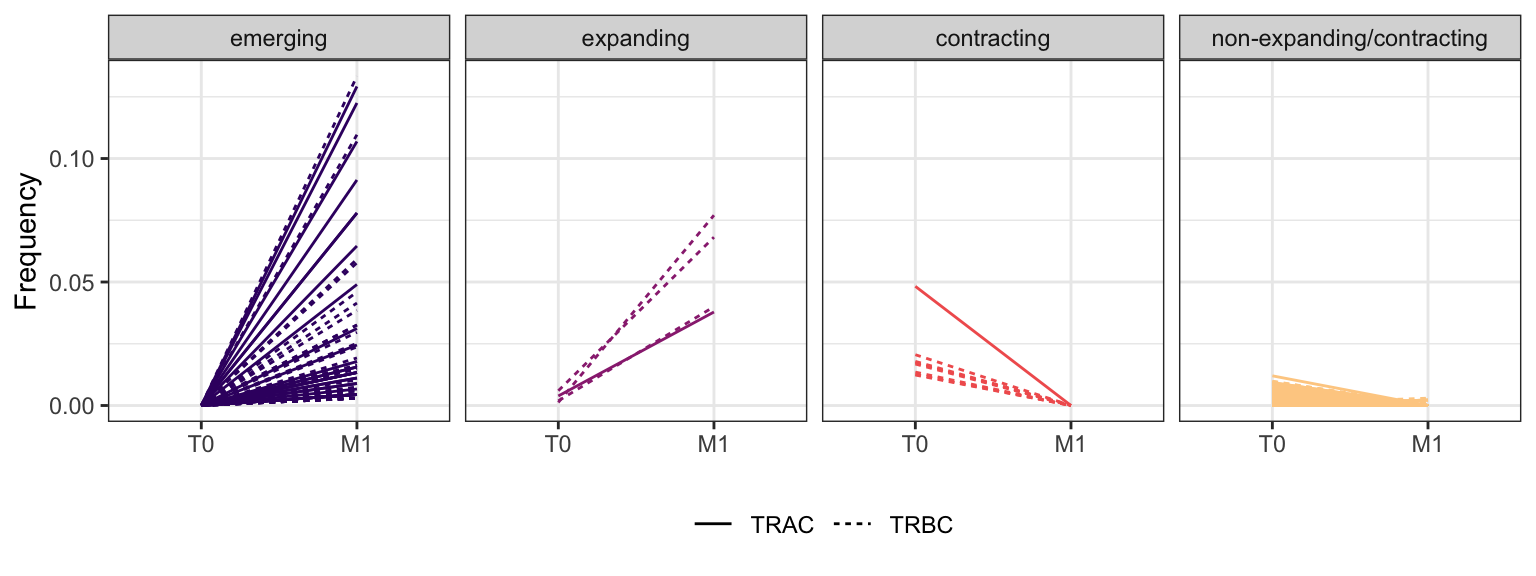 emerging expanding contracting non-expanding/contracting
Frequency
0.10
0.05
0.00
T0 M1 T0 M1 T0 M1 T0 M1
TRAC TRBC